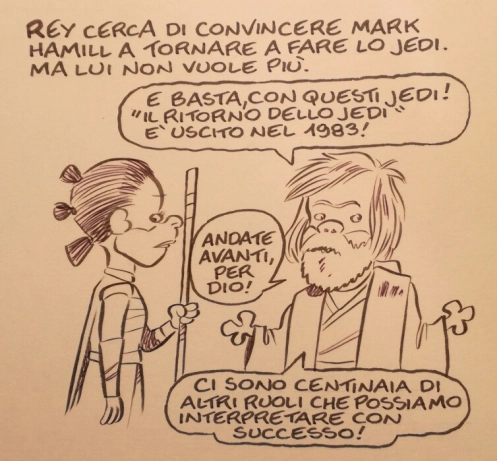 REY CERCA DI CONVINCERE MARK
HAMILL A TORNARE A FARE LO JEDI.
MA LUI NON VUOLE PIÙ.
E BASTA, CON QUESTI JEDI!
"IL RITORNO DELLO JEDI"
E' USCITO NEL 1983!
ANDATE
AVANTI,
PER
DIO!
CI SONO CENTINAIA DI
ALTRI RUOLI CHE POSSIAMO
INTERPRETARE CON
SUCCESSO!